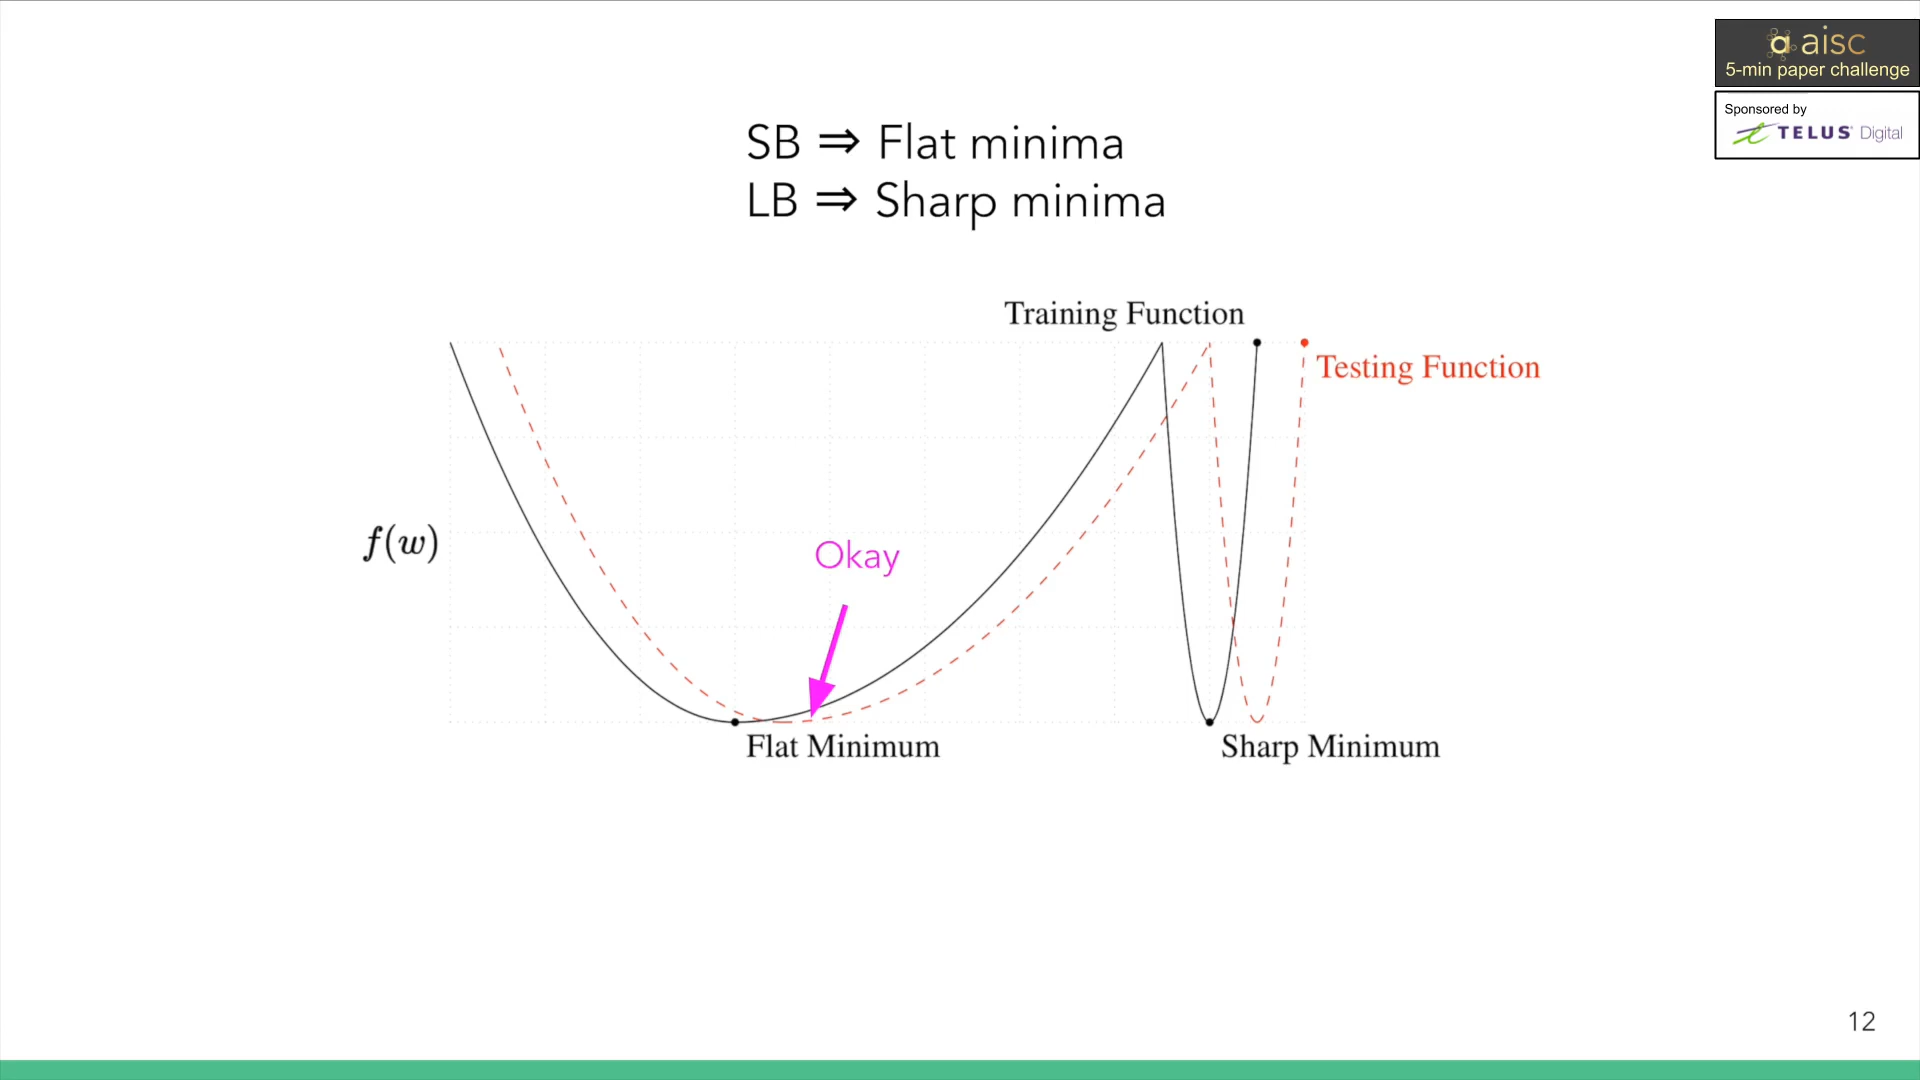 aisc
5-min paper challenge
Sponsored by
TELUS Digital
SB ⇒ Flat minima
LB ⇒ Sharp minima
Training Function
Testing Function
f(w)
Okay
Flat Minimum
Sharp Minimum
12